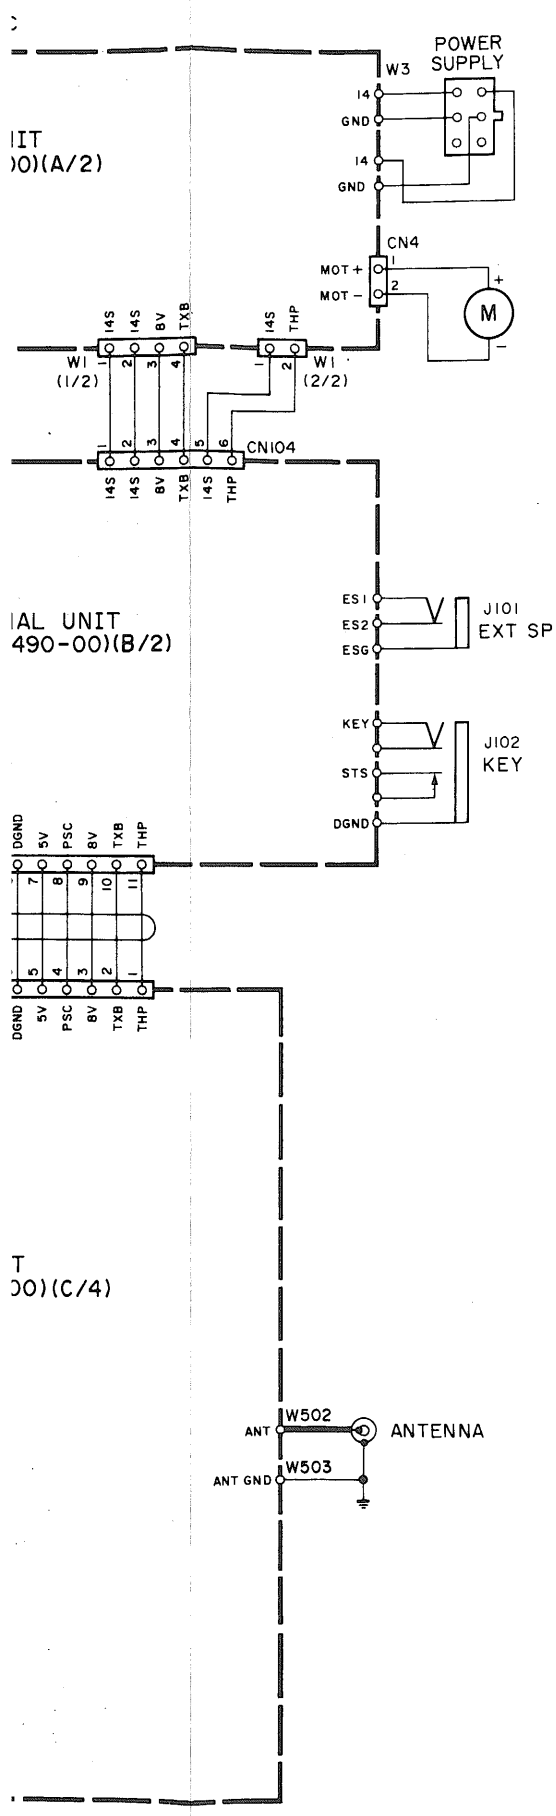 POWER
SUPPLY
W3
14
GND
14
GND
00)(A/2)
CN4
MOT +
1
MOT -
2
+
M
-
14S
14S
8V
TXB
14S
THP
W1
(1/2)
1
2
3
4
1
2
W1
(2/2)
1
2
3
4
5
6
CN104
14S
14S
8V
TXB
14S
THP
ES1
ES2
ESG
J101
EXT SP
UNIT
490-00)(B/2)
KEY
STS
DGND
J102
KEY
DGND
5V
PSC
8V
TXB
THP
7
8
9
10
11
5
4
3
2
1
DGND
5V
PSC
8V
TXB
THP
00)(C/4)
W502
ANT
ANTENNA
W503
ANT GND